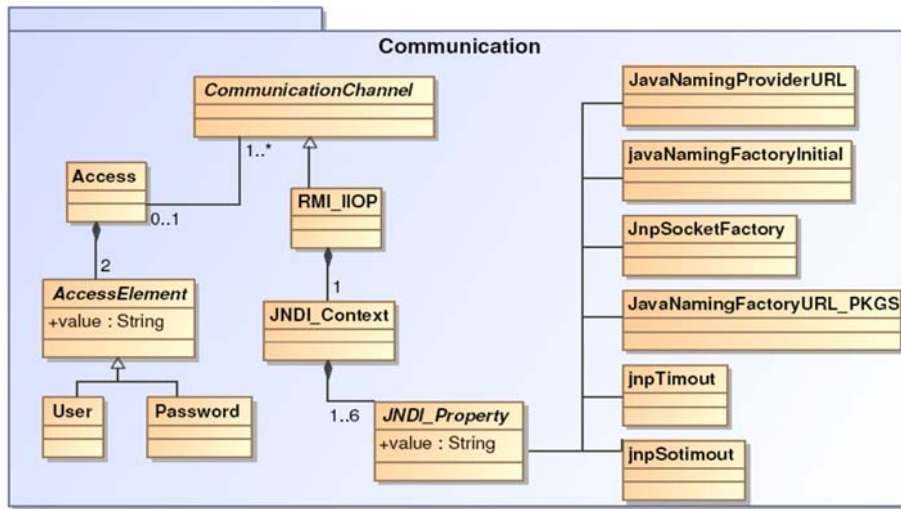 Communication
CommunicationChannel
1..*
Access
0..1
RMI_IIOP
2
1
AccessElement
+value : String
JNDI_Context
User
Password
1..6
JNDI_Property
+value : String
JavaNamingProviderURL
javaNamingFactoryInitial
JnpSocketFactory
JavaNamingFactoryURL_PKGS
jnpTimout
jnpSotimout